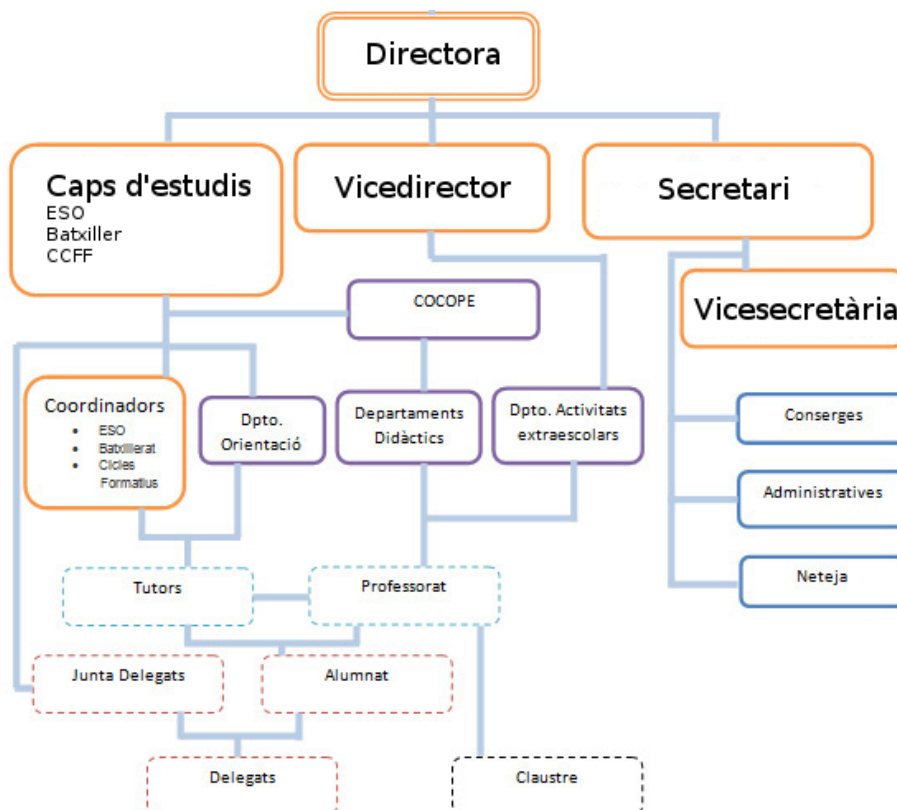 Directora
Caps d'estudis
ESO
Batxiller
CCFF
Vicedirector
Secretari
Vicesecretària
COCOPE
Coordinadors
ESO
Batxillerat
Cicles
Formatius
Dpto.
Orientació
Departaments
Didàctics
Dpto. Activitats
extraescolars
Conserges
Administratives
Neteja
Tutors
Professorat
Junta Delegats
Alumnat
Delegats
Claustre